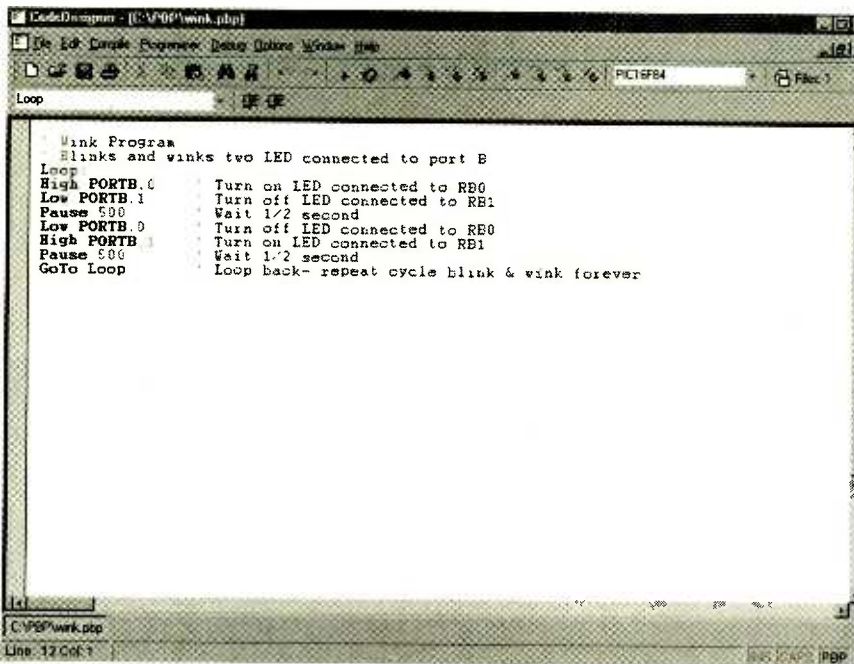 CodeDesigner - [C:\PBP\wink.pbp]
File Edit Compile Programmer Debug Options Window Help
PIC16F84 Files: 1
Loop
' Wink Program
' Blinks and winks two LED connected to port B
Loop:
High PORTB.0 ' Turn on LED connected to RB0
Low PORTB.1 ' Turn off LED connected to RB1
Pause 500 ' Wait 1/2 second
Low PORTB.0 ' Turn off LED connected to RB0
High PORTB.1 ' Turn on LED connected to RB1
Pause 500 ' Wait 1/2 second
GoTo Loop ' Loop back- repeat cycle blink & wink forever
C:\PBP\wink.pbp
Line: 12 Col: 1 INS CAPS PBP